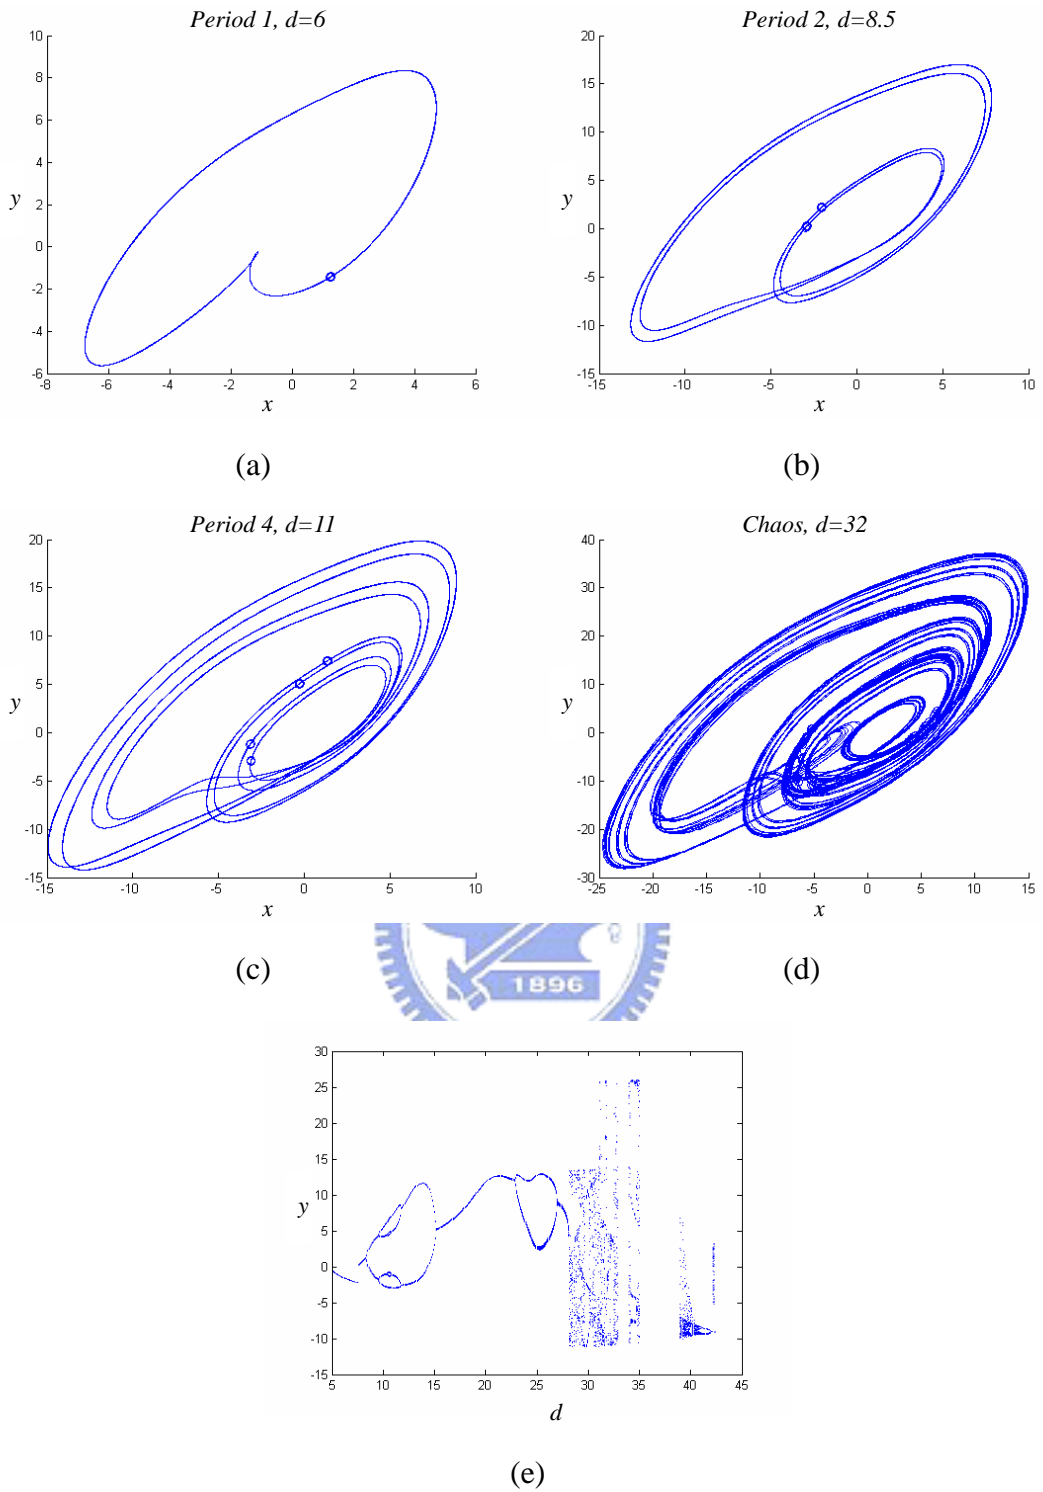 Period 1, d=6
10
8
6
4
2
0
-2
-4
-6
y
-8 -6 -4 -2 0 2 4 6
x
(a)
Period 2, d=8.5
20
15
10
5
0
-5
-10
-15
y
-15 -10 -5 0 5 10
x
(b)
Period 4, d=11
20
15
10
5
0
-5
-10
-15
y
-15 -10 -5 0 5 10
x
(c)
Chaos, d=32
40
30
20
10
0
-10
-20
-30
y
-25 -20 -15 -10 -5 0 5 10 15
x
(d)
1896
30
25
20
15
10
5
0
-5
-10
-15
y
5 10 15 20 25 30 35 40 45
d
(e)